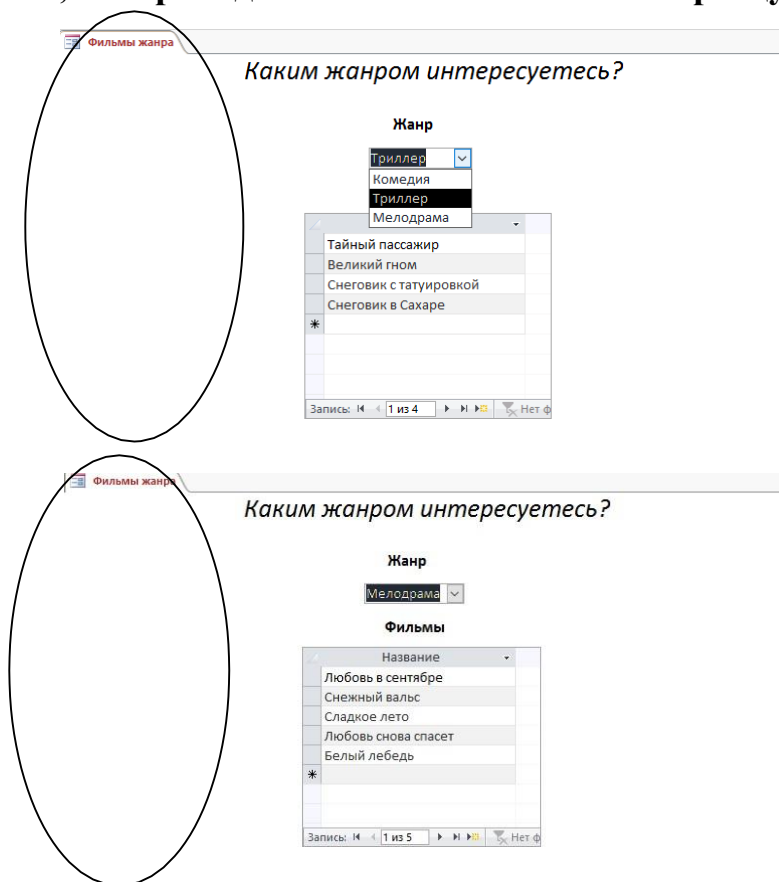 Фильмы жанра
Каким жанром интересуетесь?
Жанр
Триллер
Комедия
Триллер
Мелодрама
Тайный пассажир
Великий гном
Снеговик с татуировкой
Снеговик в Сахаре
Запись: 1 из 4 Нет ф
Фильмы жанра
Каким жанром интересуетесь?
Жанр
Мелодрама
Фильмы
Название
Любовь в сентябре
Снежный вальс
Сладкое лето
Любовь снова спасет
Белый лебедь
Запись: 1 из 5 Нет ф